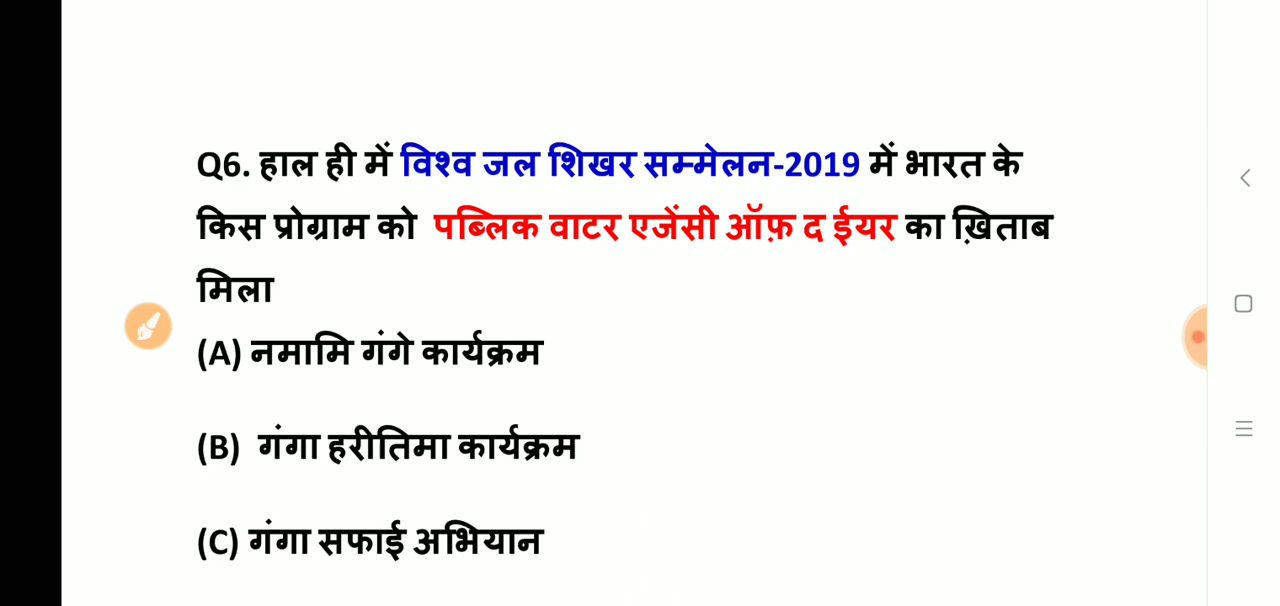 Q6. हाल ही में विश्व जल शिखर सम्मेलन-2019 में भारत के
किस प्रोग्राम को पब्लिक वाटर एजेंसी ऑफ़ द ईयर का ख़िताब
मिला
(A) नमामि गंगे कार्यक्रम
(B) गंगा हरीतिमा कार्यक्रम
(C) गंगा सफाई अभियान